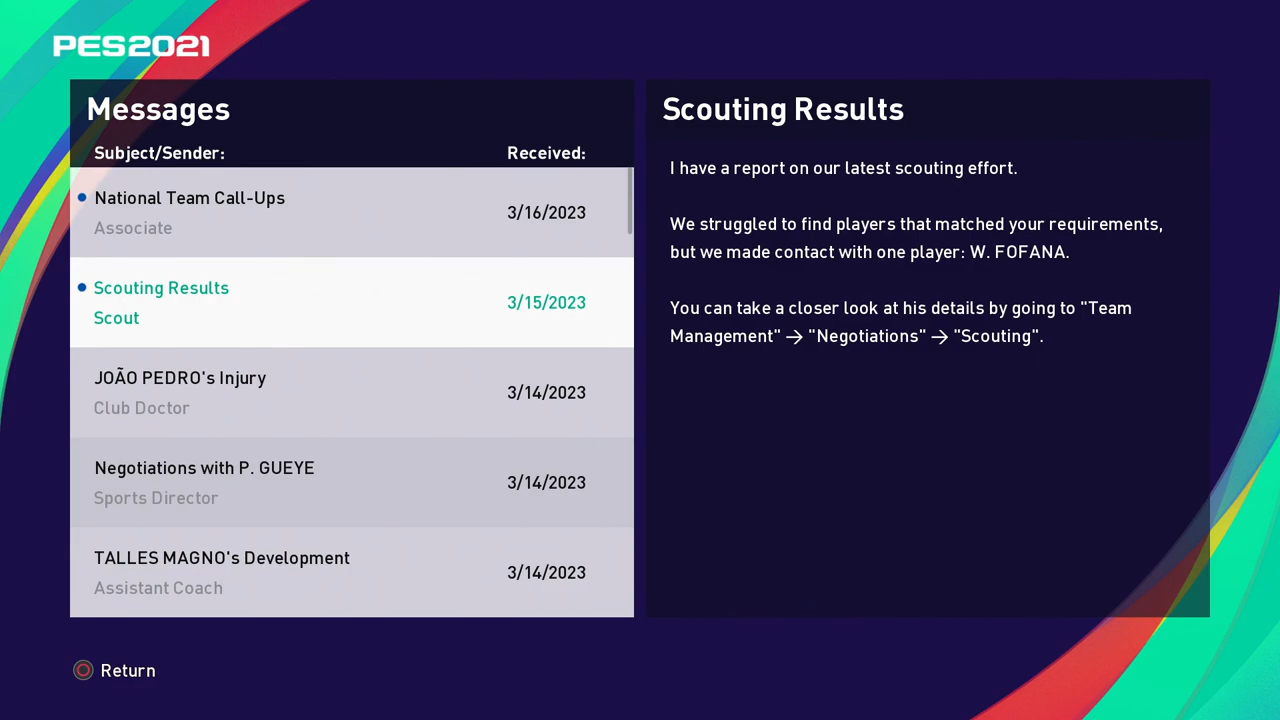 PES2021
Messages
Subject/Sender:
Received:
National Team Call-Ups
Associate
3/16/2023
Scouting Results
Scout
3/15/2023
JOÃO PEDRO's Injury
Club Doctor
3/14/2023
Negotiations with P. GUEYE
Sports Director
3/14/2023
TALLES MAGNO's Development
Assistant Coach
3/14/2023
Scouting Results
I have a report on our latest scouting effort.
We struggled to find players that matched your requirements,
but we made contact with one player: W. FOFANA.
You can take a closer look at his details by going to "Team
Management" → "Negotiations" → "Scouting".
Return